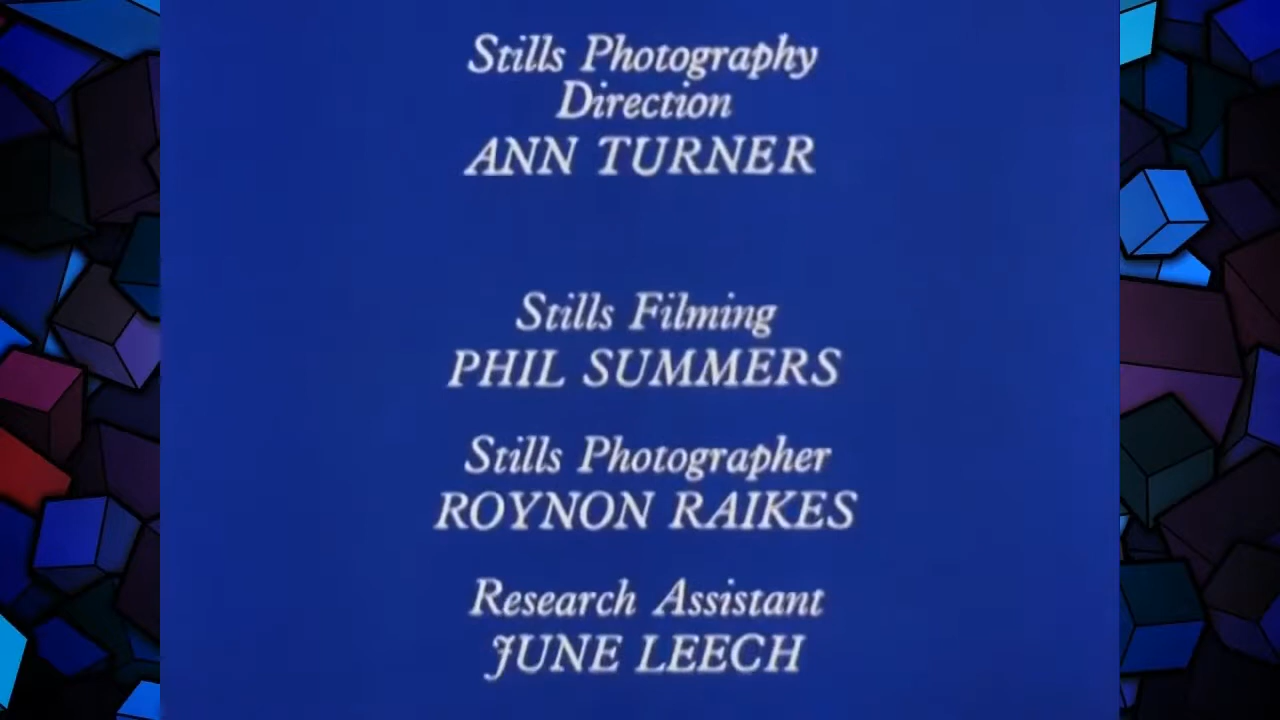 Stills Photography
Direction
ANN TURNER
Stills Filming
PHIL SUMMERS
Stills Photographer
ROYNON RAIKES
Research Assistant
JUNE LEECH